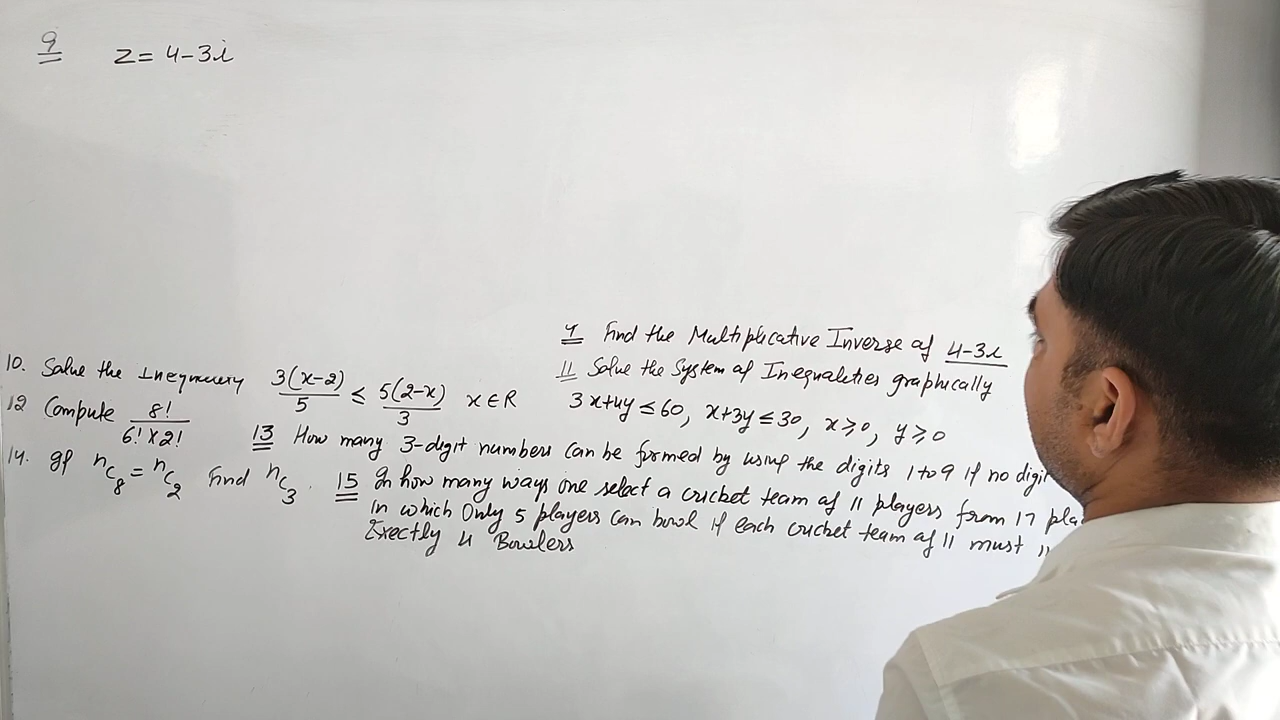 9 Z = 4-3i
9 Find the Multiplicative Inverse of 4-3i
10. Solve the Inequality 3(x-2)/5 ≤ 5(2-x)/3 x ∈ R
11 Solve the System of Inequalities graphically
3x+4y ≤ 60, x+3y ≤ 30, x ≥ 0, y ≥ 0
12 Compute 8!/(6! × 2!)
13 How many 3-digit numbers can be formed by using the digits 1 to 9 if no digit
14. If nC8 = nC2 Find nC3.
15 In how many ways one select a cricket team of 11 players from 17
in which Only 5 players can bowl if each cricket team of 11 must
Exectly 4 Bowlers